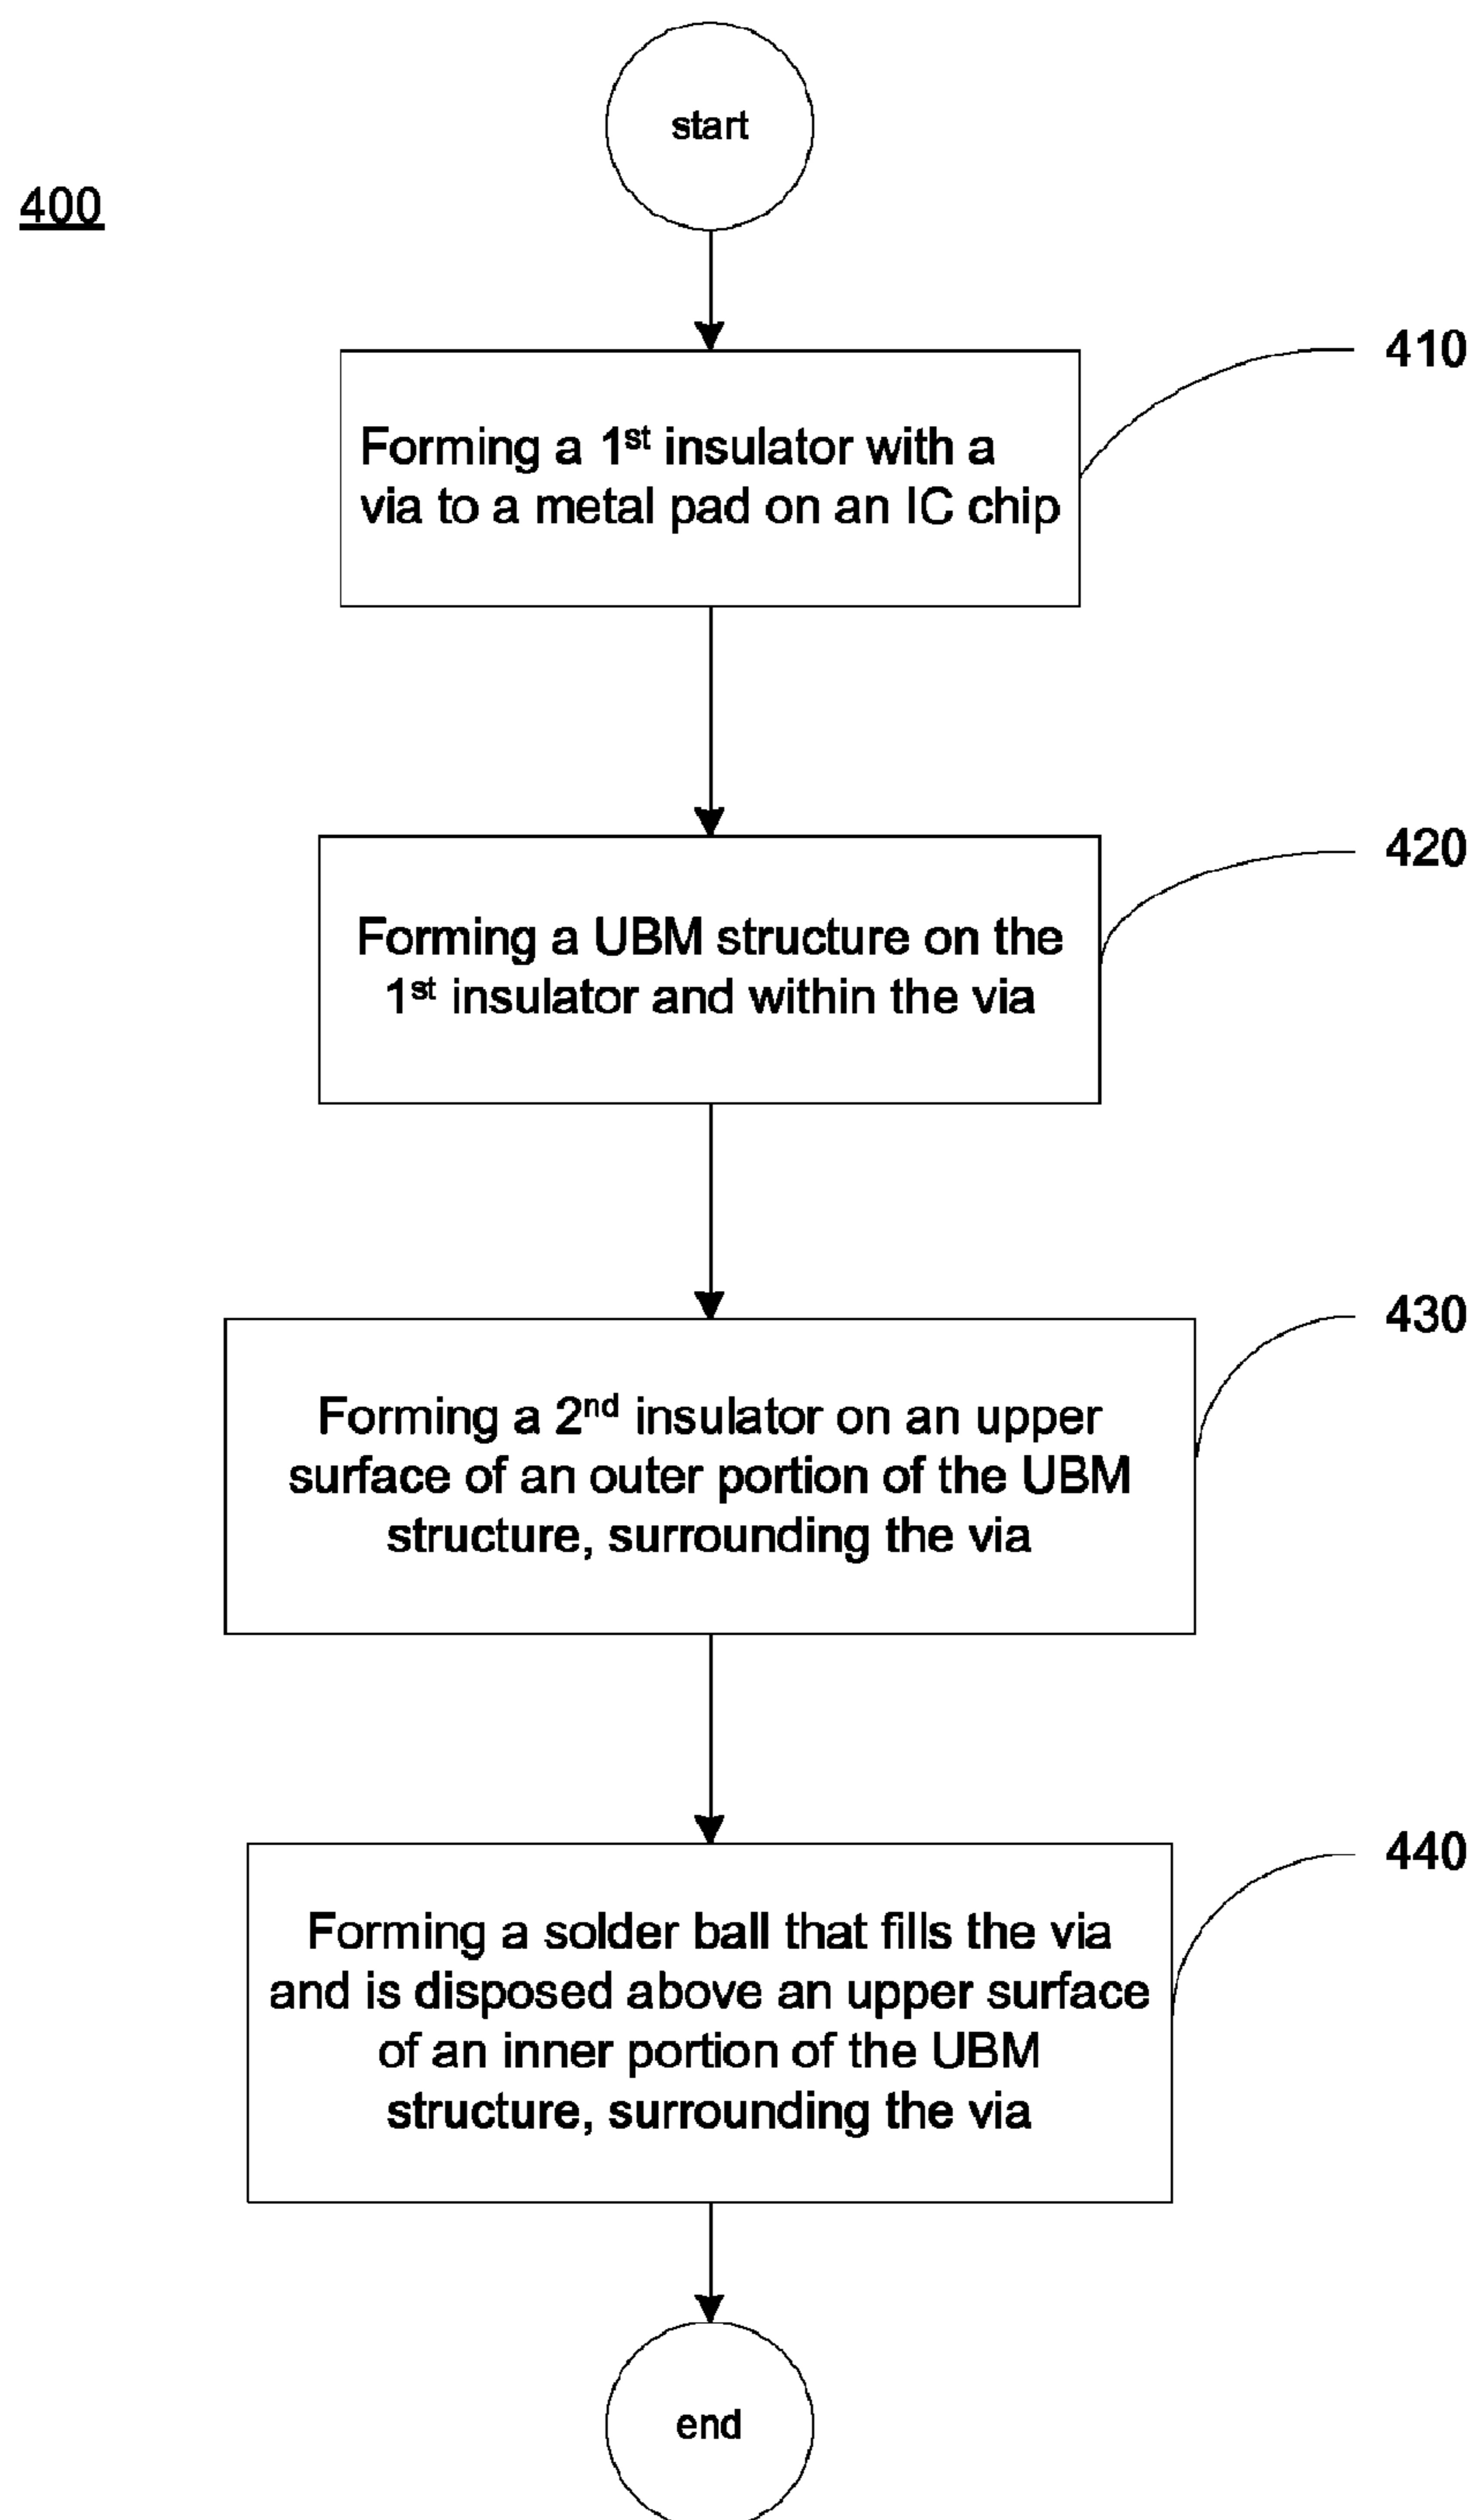 start
400
410
Forming a 1st insulator with a
via to a metal pad on an IC chip
420
Forming a UBM structure on the
1st insulator and within the via
430
Forming a 2nd insulator on an upper
surface of an outer portion of the UBM
structure, surrounding the via
440
Forming a solder ball that fills the via
and is disposed above an upper surface
of an inner portion of the UBM
structure, surrounding the via
end